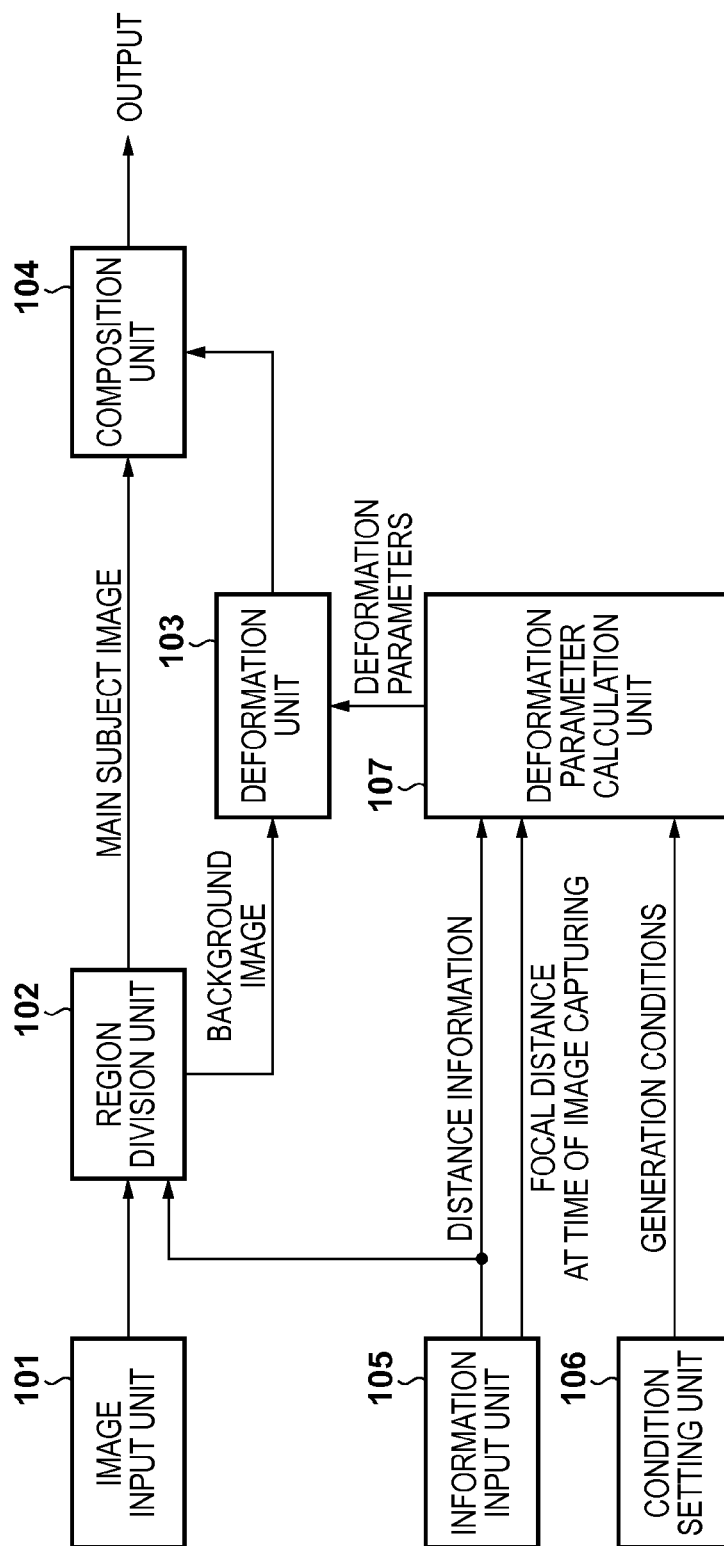 101
IMAGE
INPUT UNIT
102
REGION
DIVISION UNIT
MAIN SUBJECT IMAGE
104
COMPOSITION
UNIT
OUTPUT
BACKGROUND
IMAGE
103
DEFORMATION
UNIT
DEFORMATION
PARAMETERS
105
INFORMATION
INPUT UNIT
DISTANCE INFORMATION
FOCAL DISTANCE
AT TIME OF IMAGE CAPTURING
107
DEFORMATION
PARAMETER
CALCULATION
UNIT
106
CONDITION
SETTING UNIT
GENERATION CONDITIONS